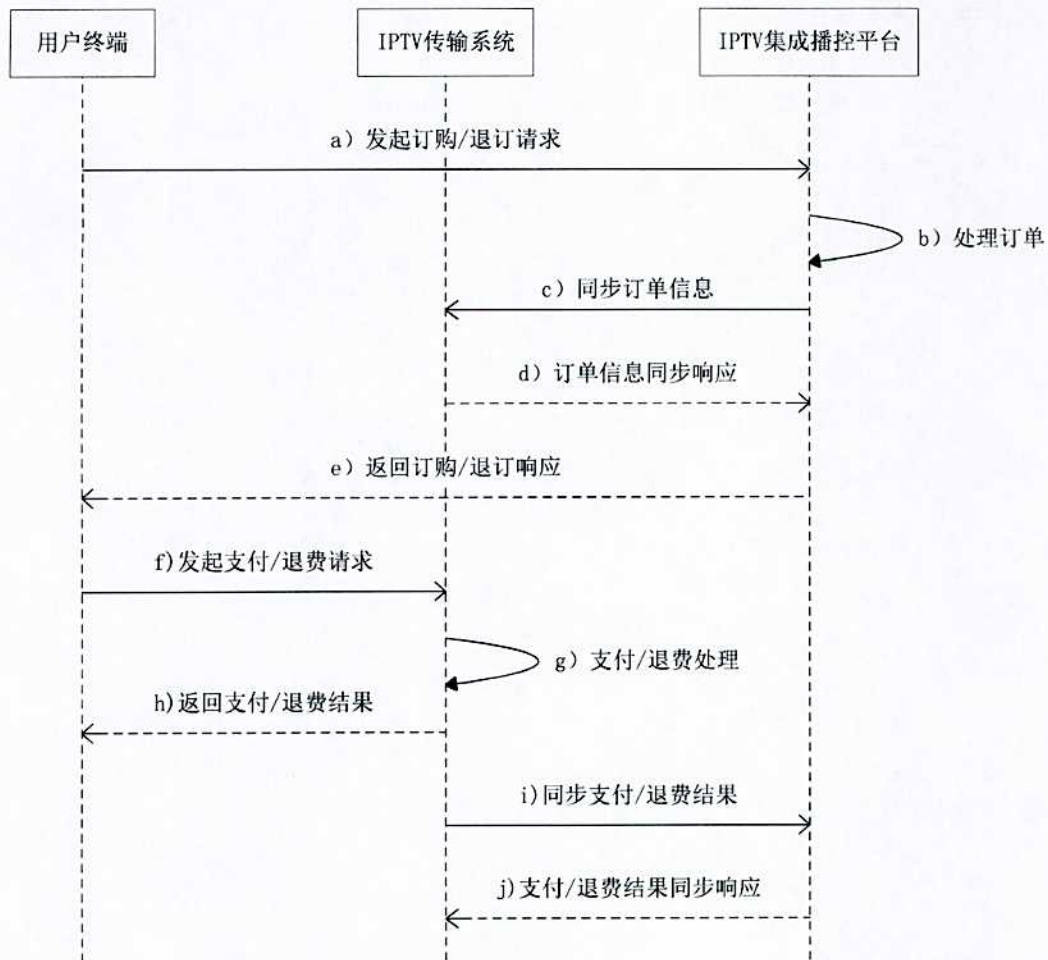 用户终端
IPTV传输系统
IPTV集成播控平台
a) 发起订购/退订请求
b) 处理订单
c) 同步订单信息
d) 订单信息同步响应
e) 返回订购/退订响应
f)发起支付/退费请求
g) 支付/退费处理
h)返回支付/退费结果
i)同步支付/退费结果
j)支付/退费结果同步响应